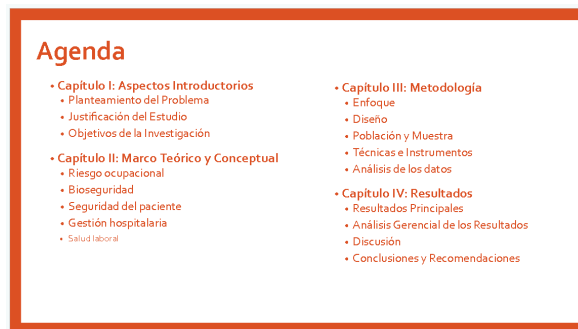 Agenda
• Capítulo I: Aspectos Introductorios
• Planteamiento del Problema
• Justificación del Estudio
• Objetivos de la Investigación
• Capítulo II: Marco Teórico y Conceptual
• Riesgo ocupacional
• Bioseguridad
• Seguridad del paciente
• Gestión hospitalaria
• Salud laboral
• Capítulo III: Metodología
• Enfoque
• Diseño
• Población y Muestra
• Técnicas e Instrumentos
• Análisis de los datos
• Capítulo IV: Resultados
• Resultados Principales
• Análisis Gerencial de los Resultados
• Discusión
• Conclusiones y Recomendaciones